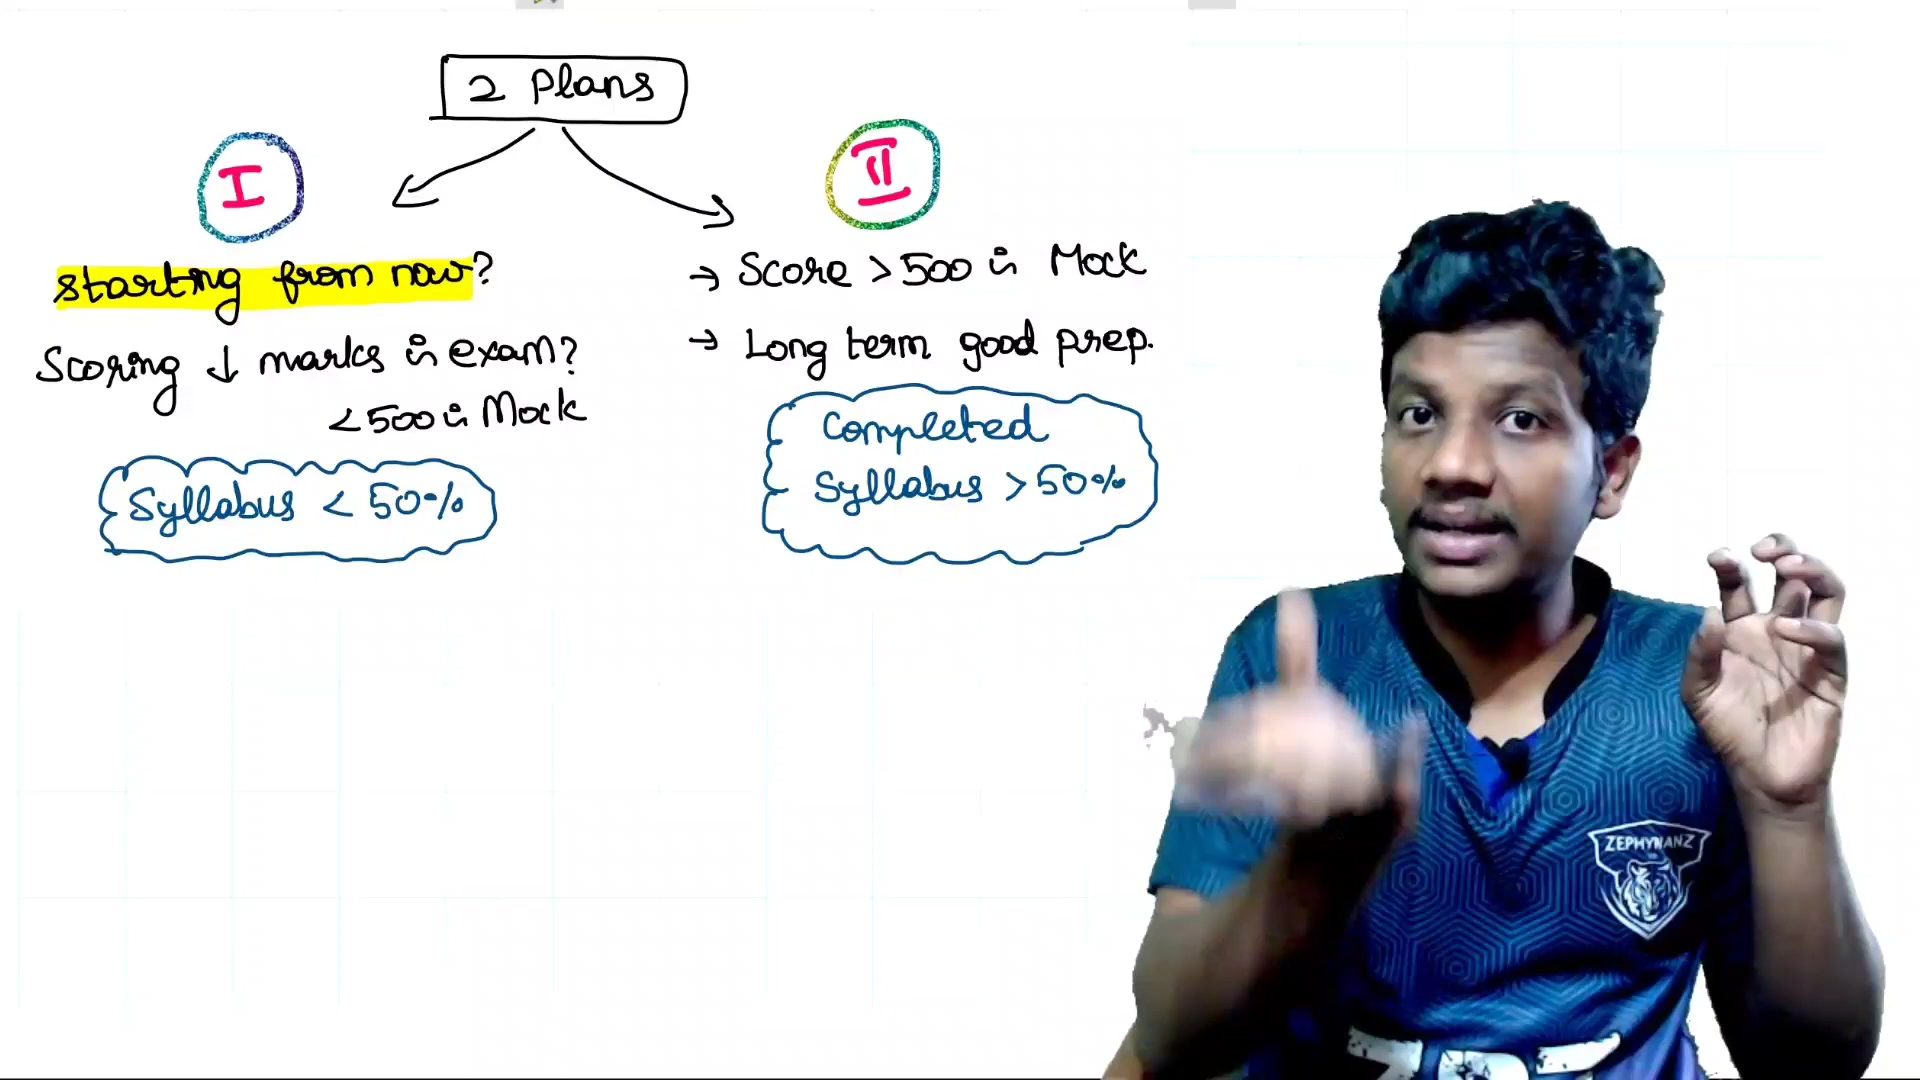 2 Plans
I
starting from now?
Scoring ↓ marks in exam?
<500 in Mock
Syllabus < 50%
II
→ Score >500 in Mock
→ Long term good prep.
Completed
Syllabus >50%
ZEPHYRIANZ